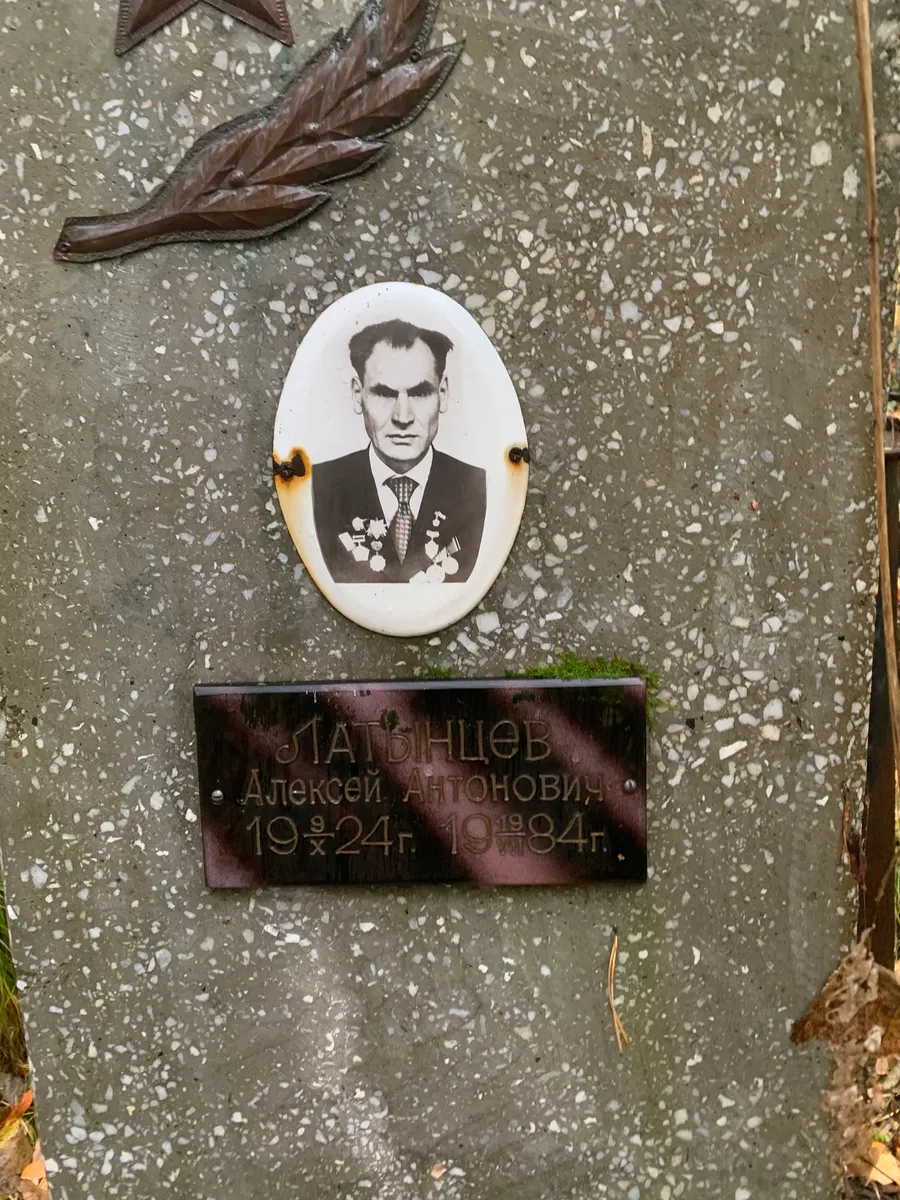 Латынцев
Алексей Антонович
19 9/X 24г. 19 19/VII 84г.